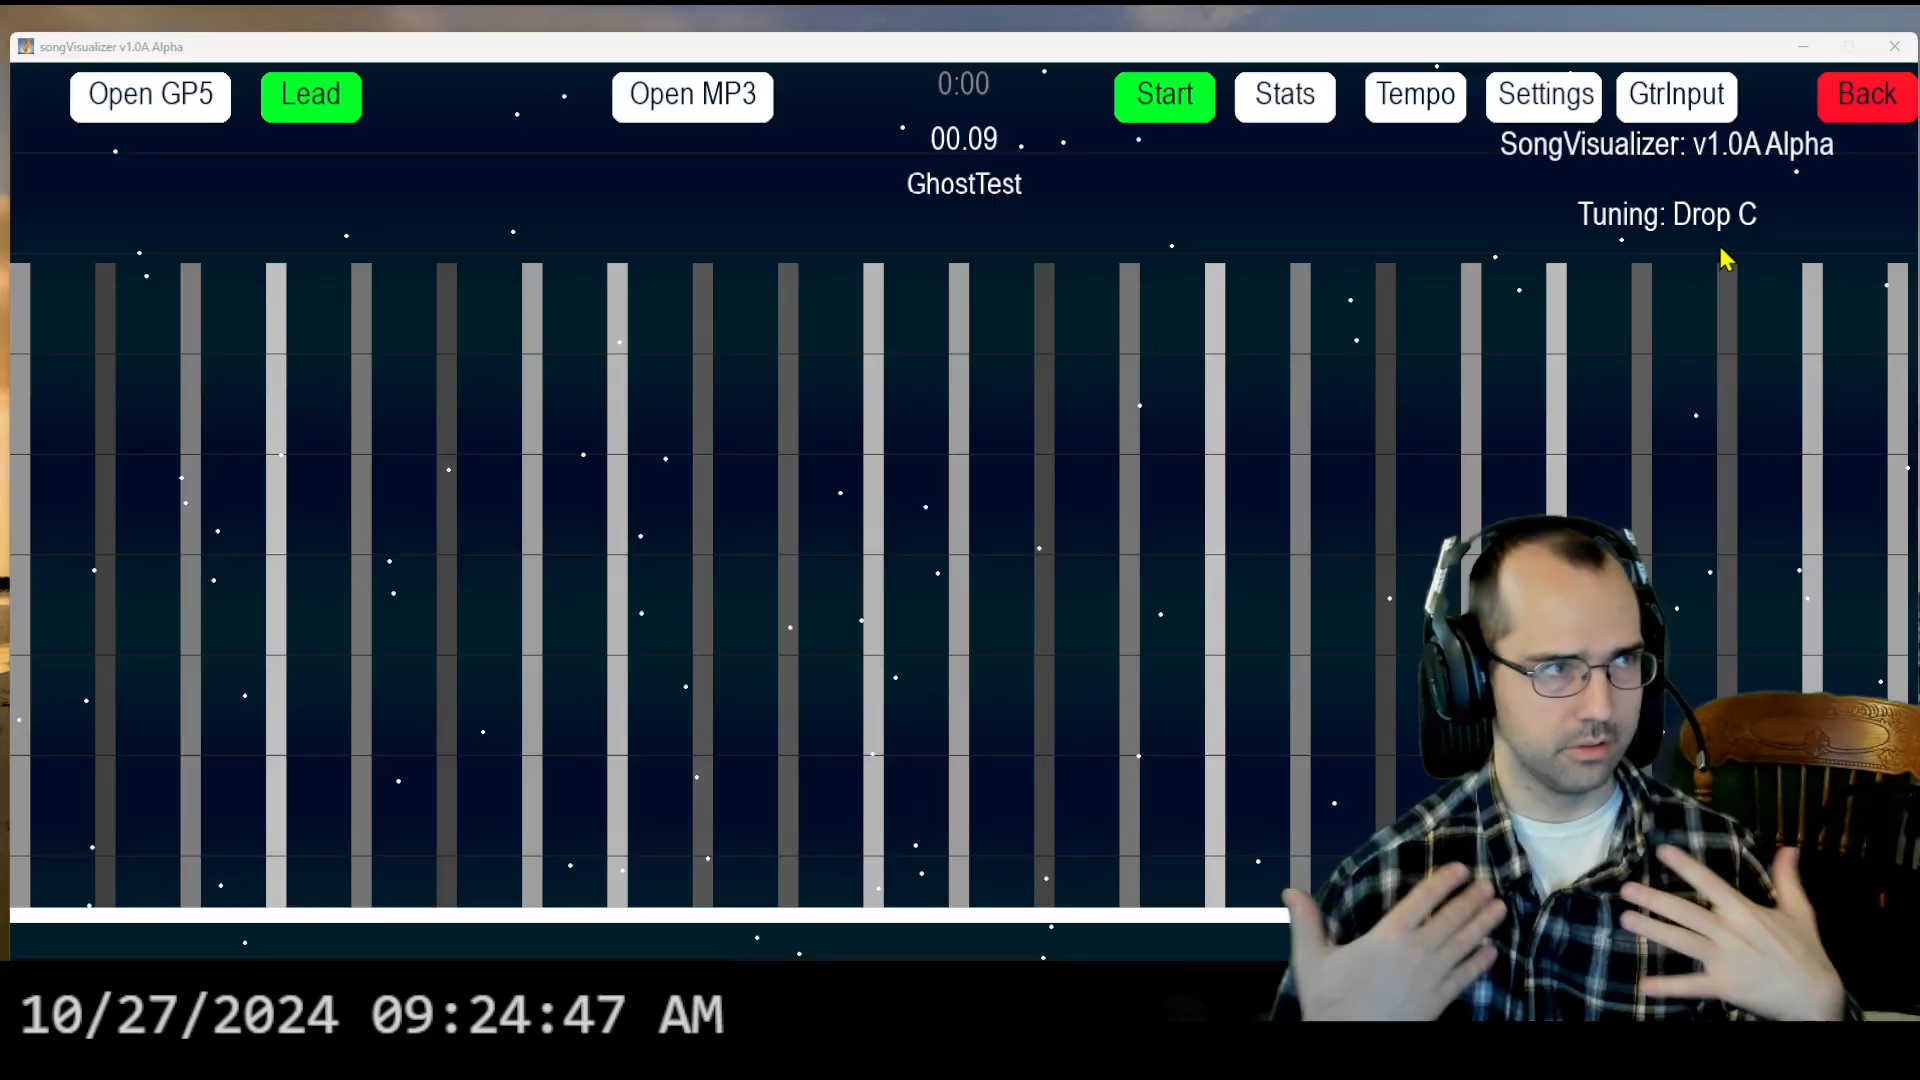 songVisualizer v1.0A Alpha
Open GP5
Lead
Open MP3
0:00
Start
Stats
Tempo
Settings
GtrInput
Back
00.09
SongVisualizer: v1.0A Alpha
GhostTest
Tuning: Drop C
10/27/2024 09:24:47 AM